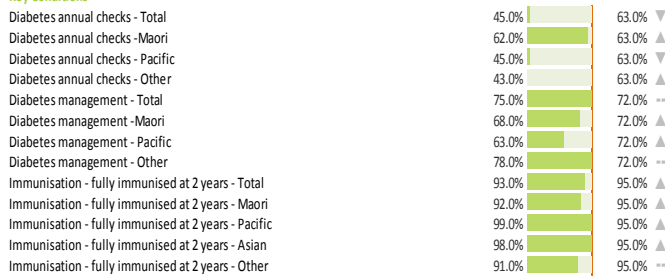 Diabetes annual checks - Total 45.0% 63.0% ▼
Diabetes annual checks -Maori 62.0% 63.0% ▲
Diabetes annual checks - Pacific 45.0% 63.0% ▼
Diabetes annual checks - Other 43.0% 63.0% ▲
Diabetes management - Total 75.0% 72.0% --
Diabetes management -Maori 68.0% 72.0% ▲
Diabetes management - Pacific 63.0% 72.0% ▲
Diabetes management - Other 78.0% 72.0% --
Immunisation - fully immunised at 2 years - Total 93.0% 95.0% ▲
Immunisation - fully immunised at 2 years - Maori 92.0% 95.0% ▲
Immunisation - fully immunised at 2 years - Pacific 99.0% 95.0% ▲
Immunisation - fully immunised at 2 years - Asian 98.0% 95.0% ▲
Immunisation - fully immunised at 2 years - Other 91.0% 95.0% --